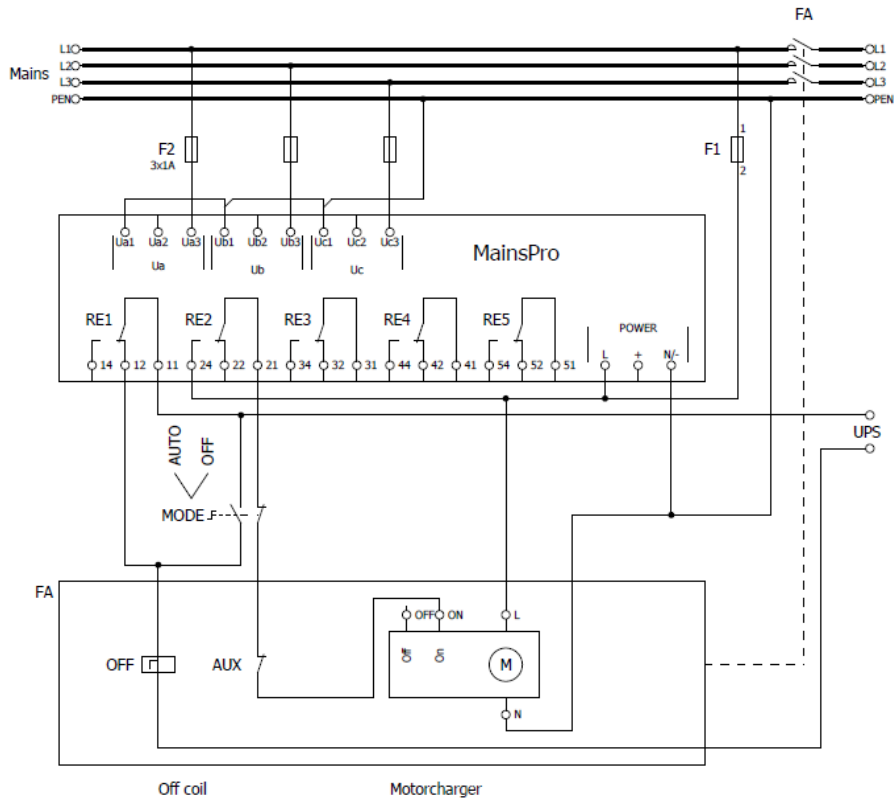 FA
L1 L1
Mains L2 L2
L3 L3
PEN PEN
F2
3x1A
F1
1
2
Ua1 Ua2 Ua3 Ub1 Ub2 Ub3 Uc1 Uc2 Uc3
Ua Ub Uc
MainsPro
RE1 RE2 RE3 RE4 RE5
POWER
L + N/-
14 12 11 24 22 21 34 32 31 44 42 41 54 52 51
UPS
AUTO
OFF
MODE
FA
OFF ON L
Off On M
OFF AUX
N
Off coil Motorcharger